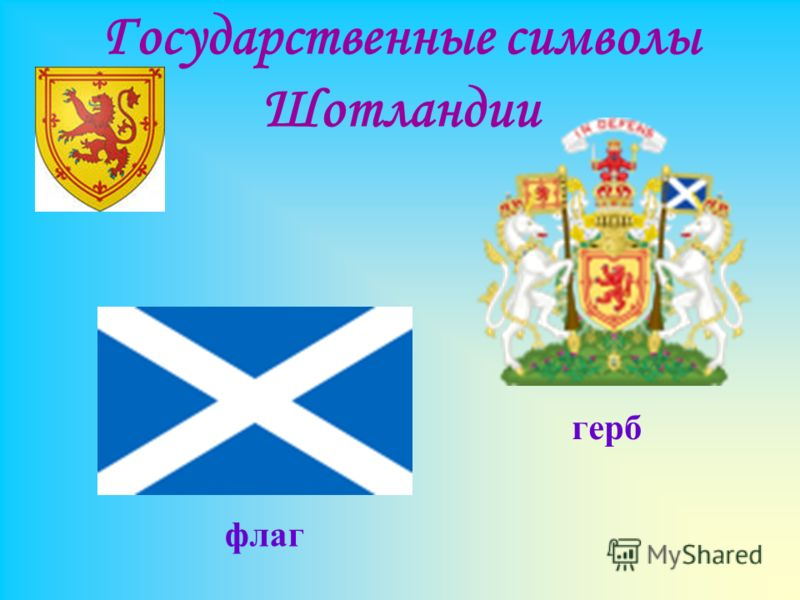 Государственные символы
Шотландии
IN DEFENS
герб
флаг
MyShared